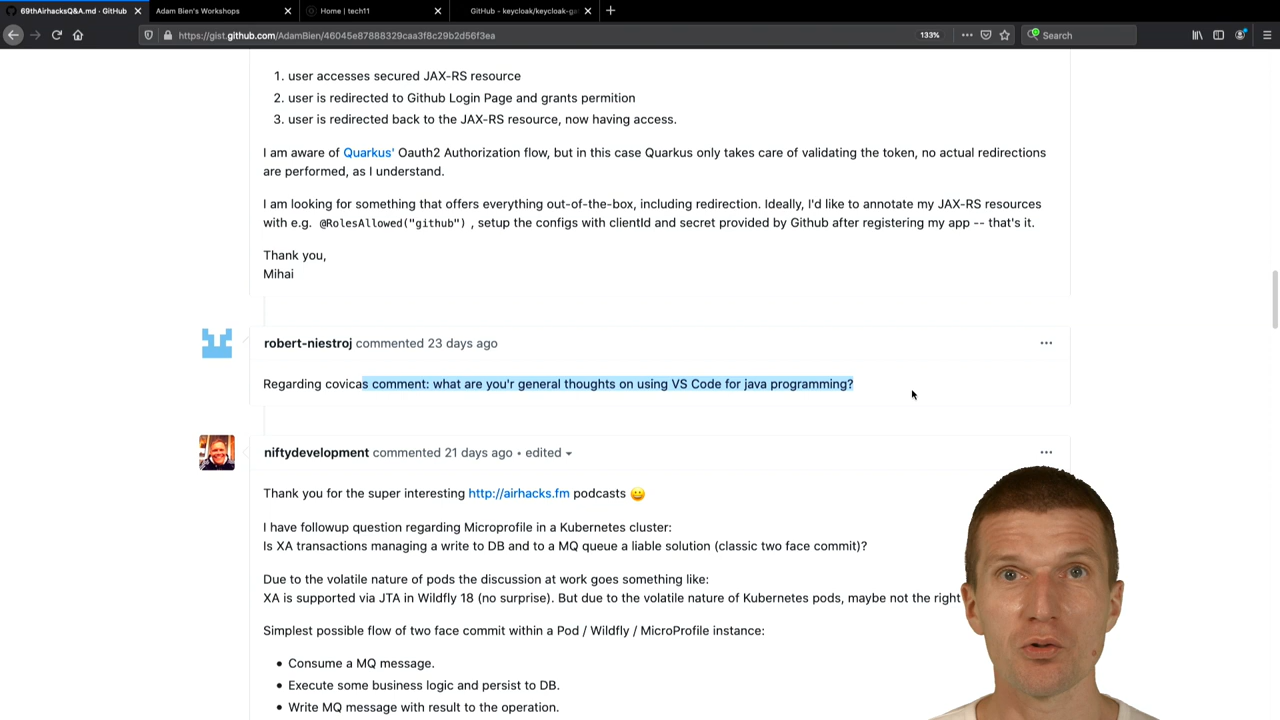 69thAirhacksQ&A.md · GitHub
Adam Bien's Workshops
Home | tech11
GitHub - keycloak/keycloak-ga
https://gist.github.com/AdamBien/46045e87888329caa3f8c29b2d56f3ea
133%
Search
1. user accesses secured JAX-RS resource
2. user is redirected to Github Login Page and grants permition
3. user is redirected back to the JAX-RS resource, now having access.
I am aware of Quarkus' Oauth2 Authorization flow, but in this case Quarkus only takes care of validating the token, no actual redirections
are performed, as I understand.
I am looking for something that offers everything out-of-the-box, including redirection. Ideally, I'd like to annotate my JAX-RS resources
with e.g. @RolesAllowed("github") , setup the configs with clientId and secret provided by Github after registering my app -- that's it.
Thank you,
Mihai
robert-niestroj commented 23 days ago
Regarding covicas comment: what are you'r general thoughts on using VS Code for java programming?
niftydevelopment commented 21 days ago • edited
Thank you for the super interesting http://airhacks.fm podcasts 😀
I have followup question regarding Microprofile in a Kubernetes cluster:
Is XA transactions managing a write to DB and to a MQ queue a liable solution (classic two face commit)?
Due to the volatile nature of pods the discussion at work goes something like:
XA is supported via JTA in Wildfly 18 (no surprise). But due to the volatile nature of Kubernetes pods, maybe not the right
Simplest possible flow of two face commit within a Pod / Wildfly / MicroProfile instance:
• Consume a MQ message.
• Execute some business logic and persist to DB.
• Write MQ message with result to the operation.